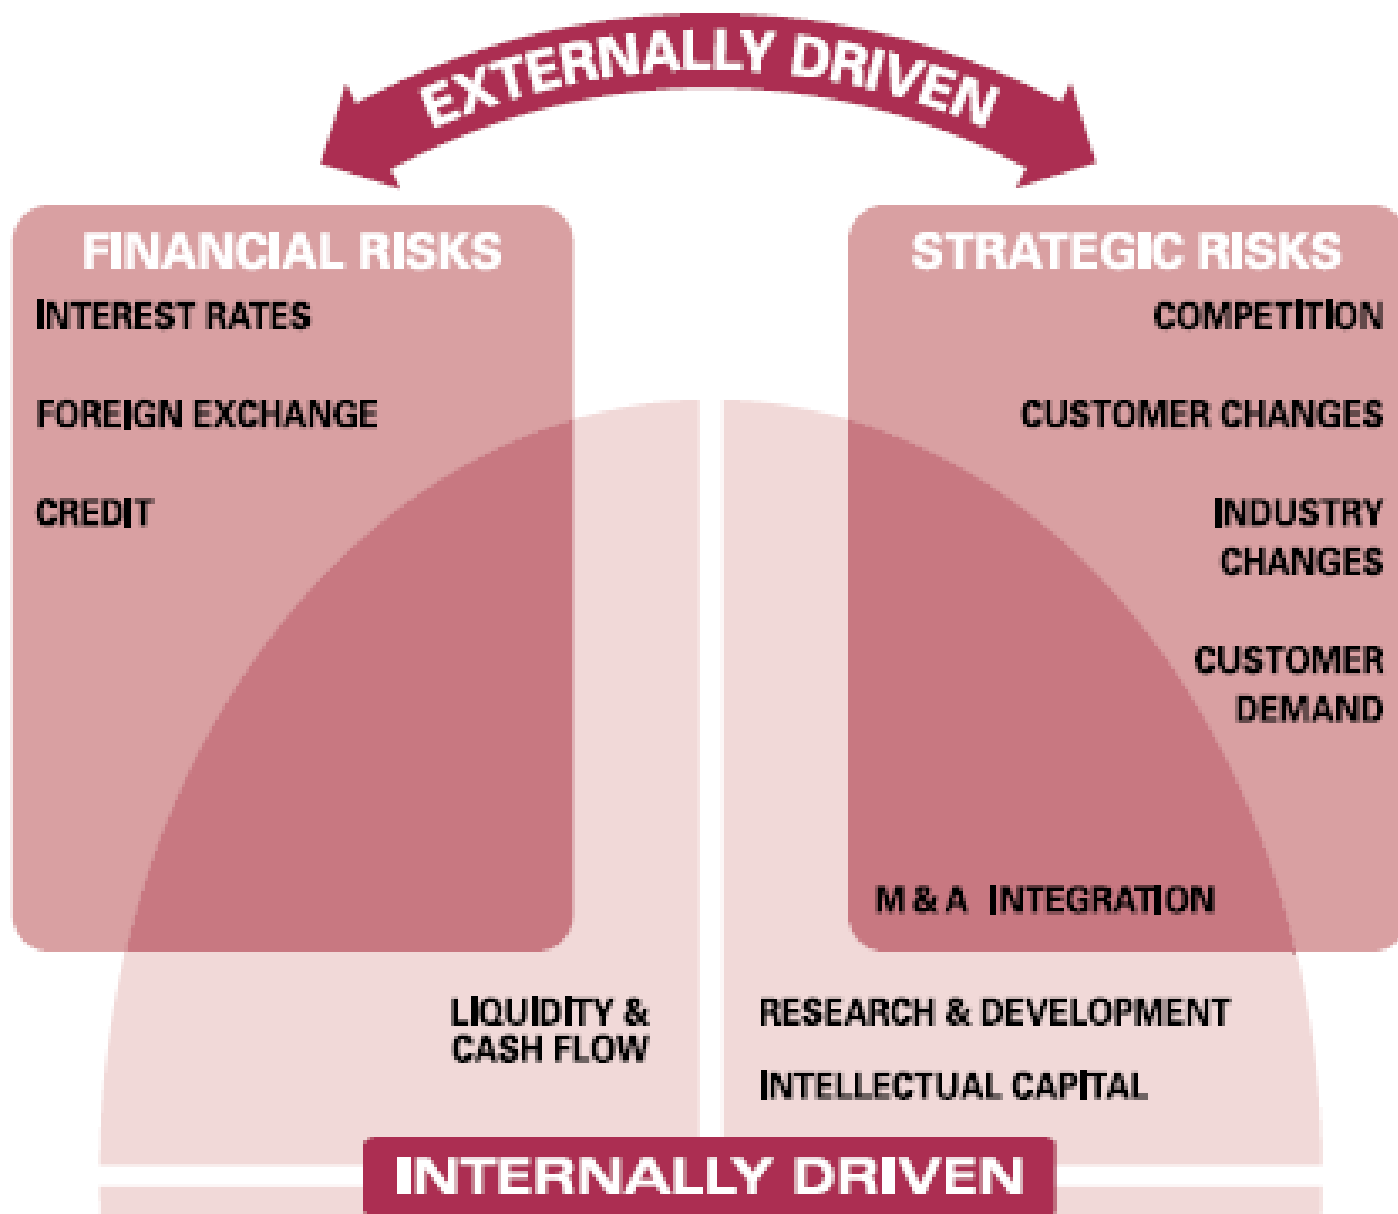 EXTERNALLY DRIVEN
FINANCIAL RISKS
INTEREST RATES
FOREIGN EXCHANGE
CREDIT
STRATEGIC RISKS
COMPETITION
CUSTOMER CHANGES
INDUSTRY
CHANGES
CUSTOMER
DEMAND
M & A INTEGRATION
LIQUIDITY &
CASH FLOW
RESEARCH & DEVELOPMENT
INTELLECTUAL CAPITAL
INTERNALLY DRIVEN